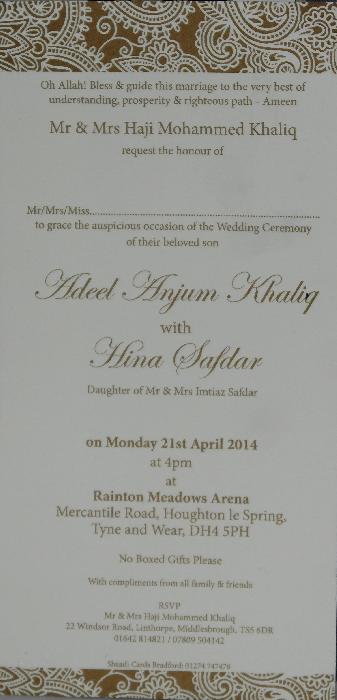 Oh Allah! Bless & guide this marriage to the very best of
understanding, prosperity & righteous path - Ameen
Mr & Mrs Haji Mohammed Khaliq
request the honour of
Mr/Mrs/Miss................................................................................
to grace the auspicious occasion of the Wedding Ceremony
of their beloved son
Adeel Anjum Khaliq
with
Hina Safdar
Daughter of Mr & Mrs Imtiaz Safdar
on Monday 21st April 2014
at 4pm
at
Rainton Meadows Arena
Mercantile Road, Houghton le Spring,
Tyne and Wear, DH4 5PH
No Boxed Gifts Please
With compliments from all family & friends
RSVP
Mr & Mrs Haji Mohammed Khaliq
22 Windsor Road, Linthorpe, Middlesbrough, TS5 6DR
01642 814821 / 07809 504142
Shaadi Cards Bradford: 01274 747476